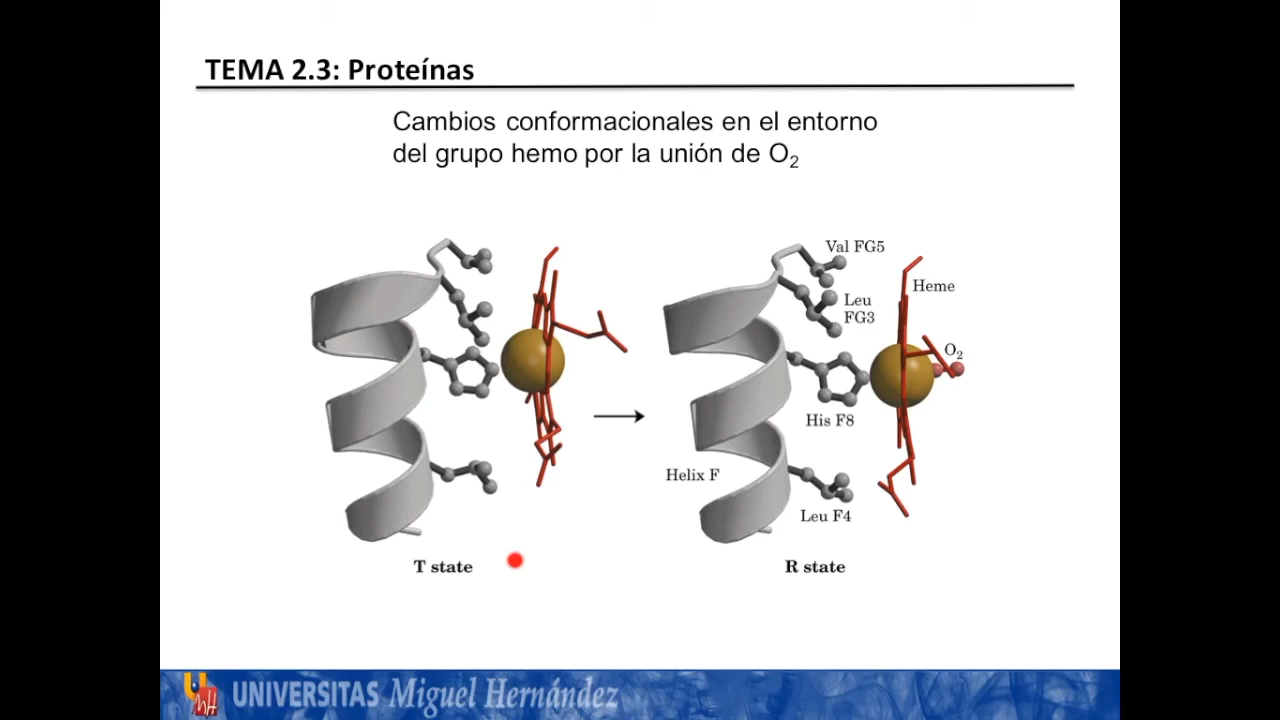 TEMA 2.3: Proteínas
Cambios conformacionales en el entorno
del grupo hemo por la unión de O₂
Val FG5
Heme
Leu
FG3
O₂
His F8
Helix F
Leu F4
T state
R state
UNIVERSITAS Miguel Hernández